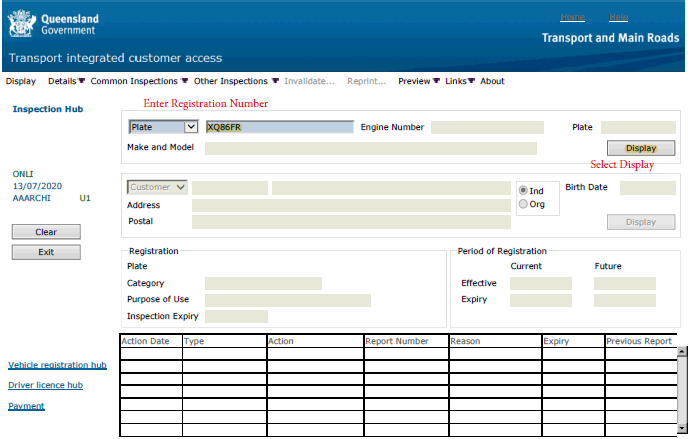 Queensland
Government
Home Help
Transport and Main Roads
Transport integrated customer access
Display Details Common Inspections Other Inspections Invalidate... Reprint... Preview Links About
Inspection Hub
Enter Registration Number
Plate XQ86FR Engine Number Plate
Make and Model Display
Select Display
ONLI
13/07/2020
AAARCHI U1
Customer Ind Birth Date
Address Org
Postal Display
Clear
Exit
Registration Period of Registration
Plate Current Future
Category Effective
Purpose of Use Expiry
Inspection Expiry
Action Date Type Action Report Number Reason Expiry Previous Report
Vehicle registration hub
Driver licence hub
Payment